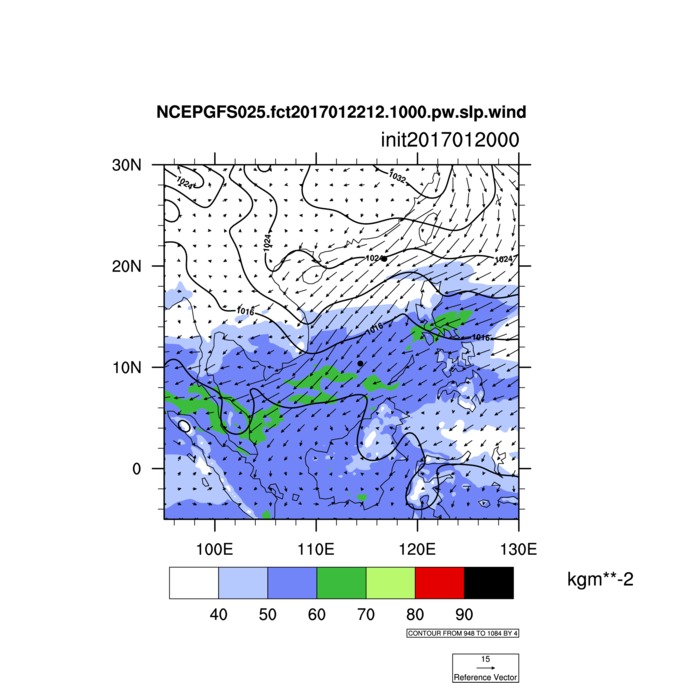 NCEPGFS025.fct2017012212.1000.pw.slp.wind
init2017012000
30N
20N
10N
0
1024
1032
1024
1024
1024
1016
1016
1016
100E 110E 120E 130E
kgm**-2
40 50 60 70 80 90
CONTOUR FROM 948 TO 1084 BY 4
15
Reference Vector